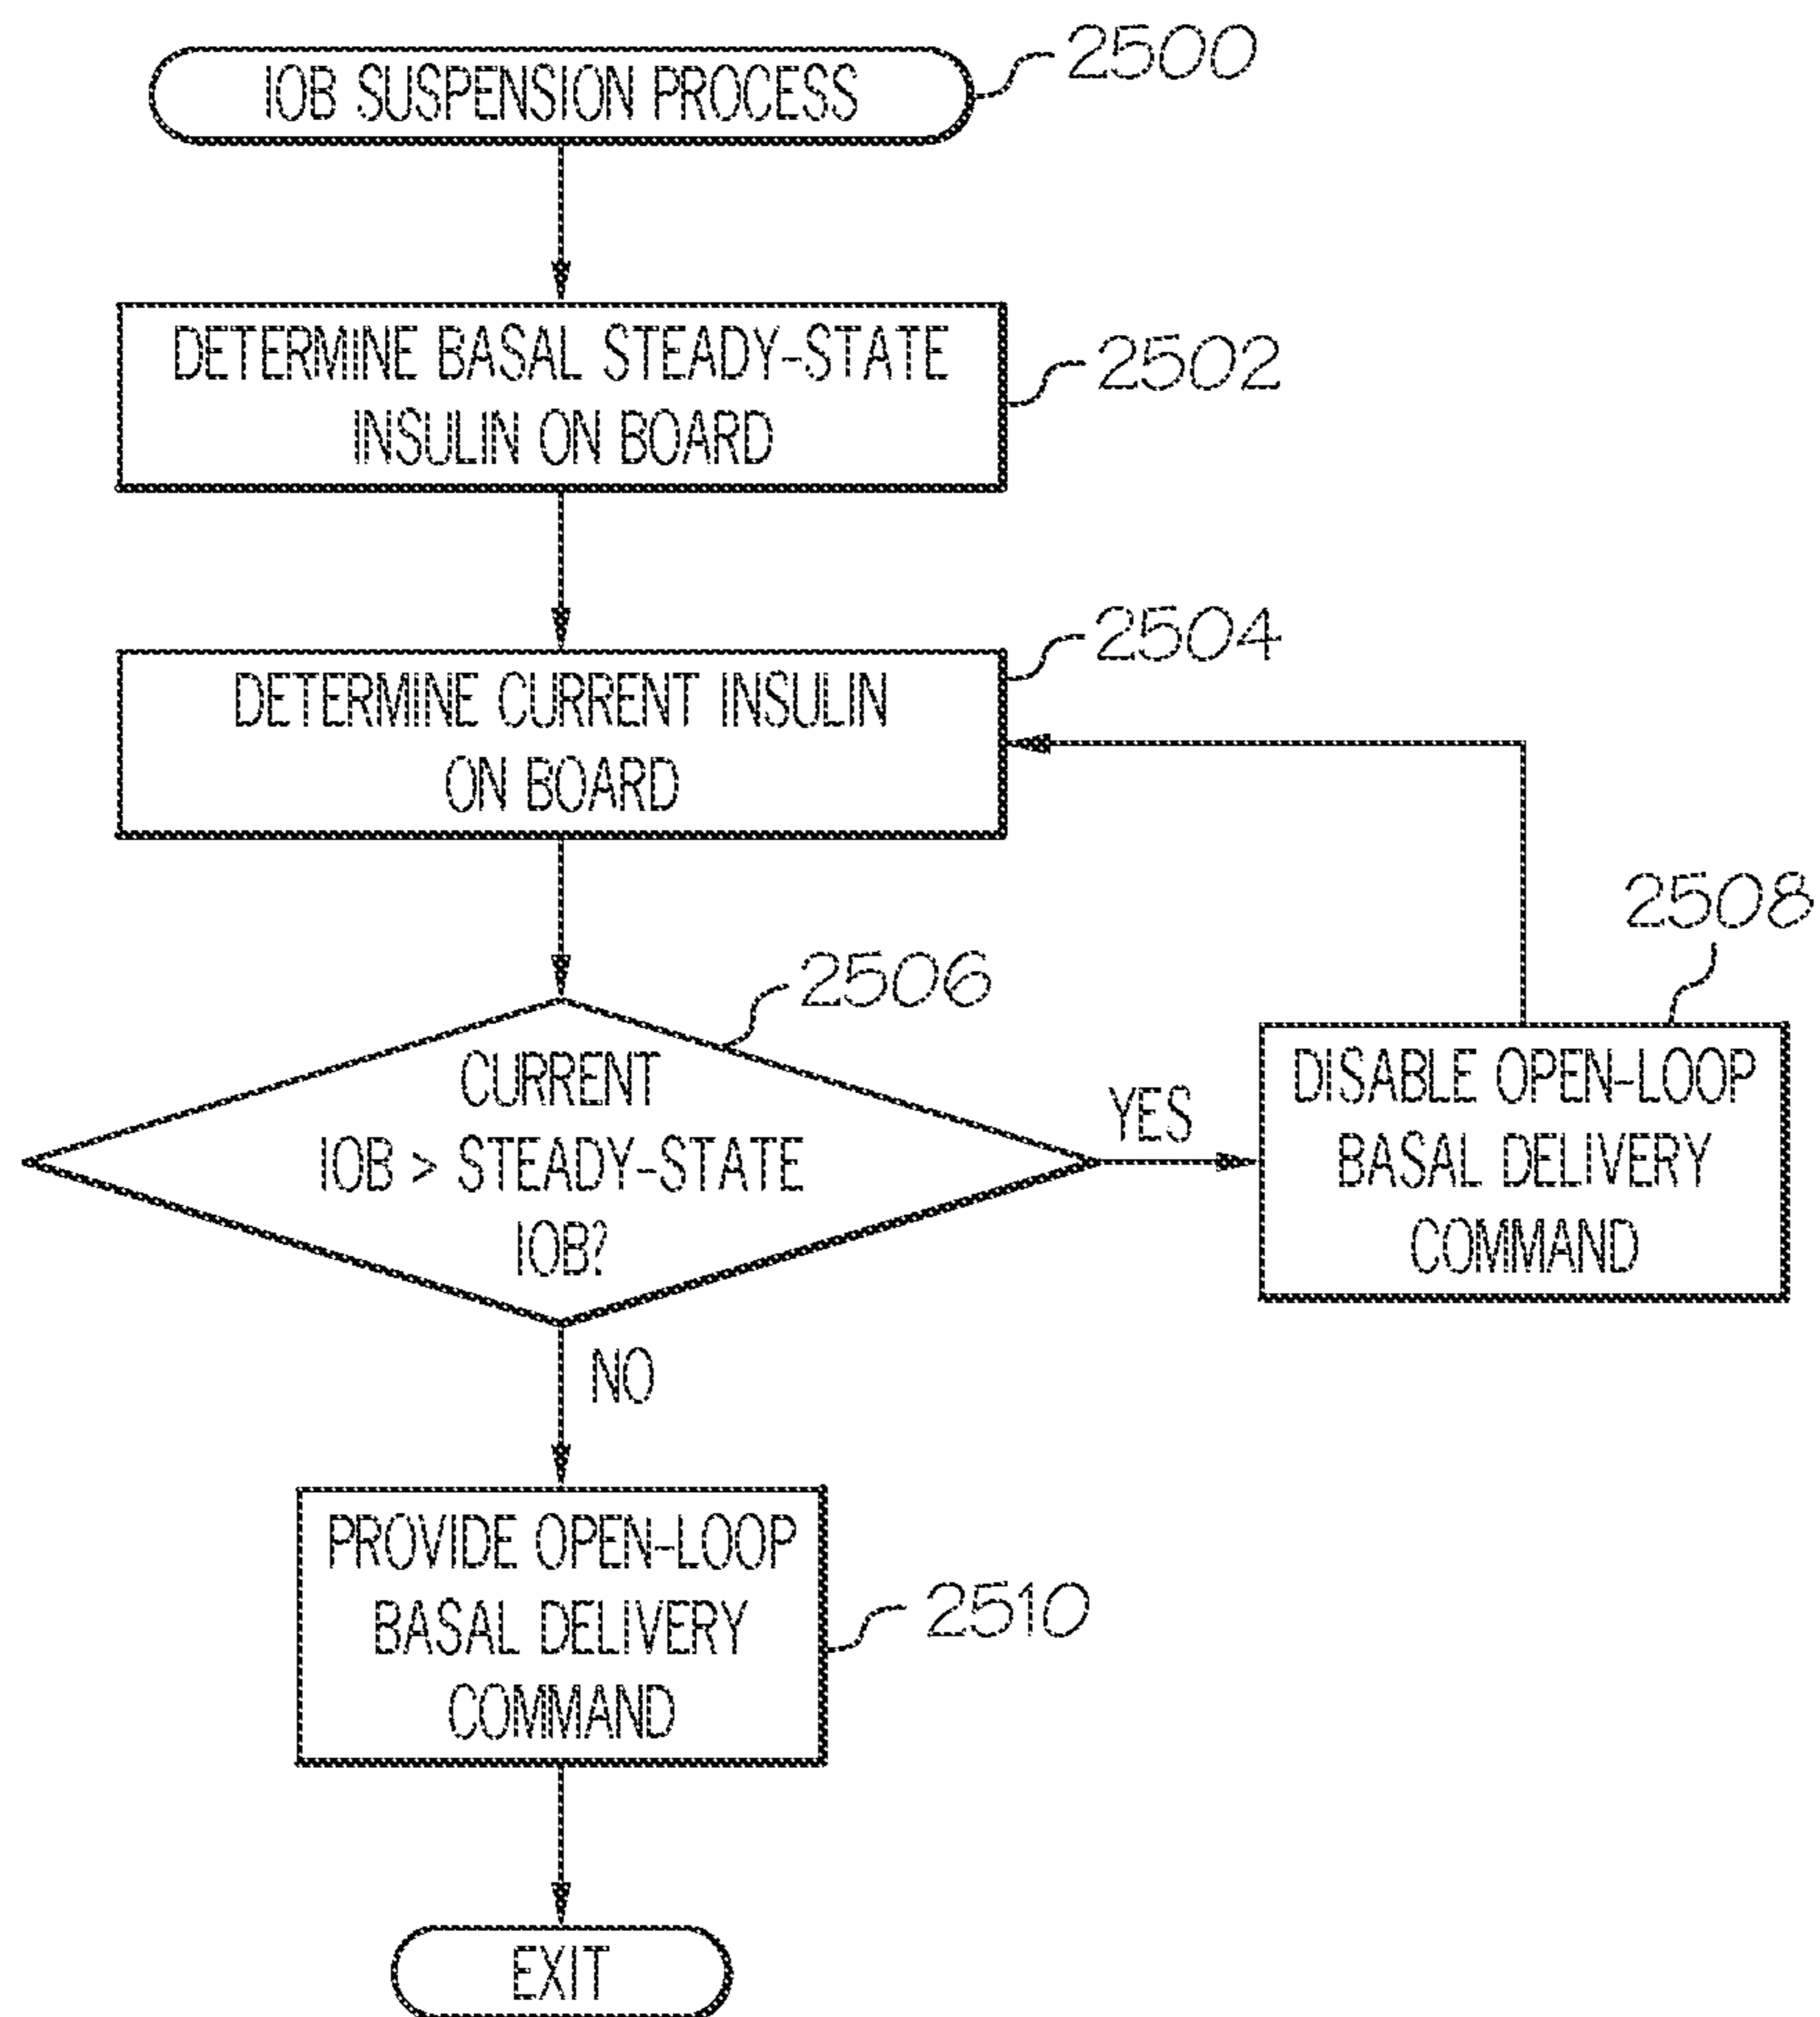 IOB SUSPENSION PROCESS
2500
DETERMINE BASAL STEADY-STATE
INSULIN ON BOARD
2502
DETERMINE CURRENT INSULIN
ON BOARD
2504
CURRENT
IOB > STEADY-STATE
IOB?
2506
YES
DISABLE OPEN-LOOP
BASAL DELIVERY
COMMAND
2508
NO
PROVIDE OPEN-LOOP
BASAL DELIVERY
COMMAND
2510
EXIT